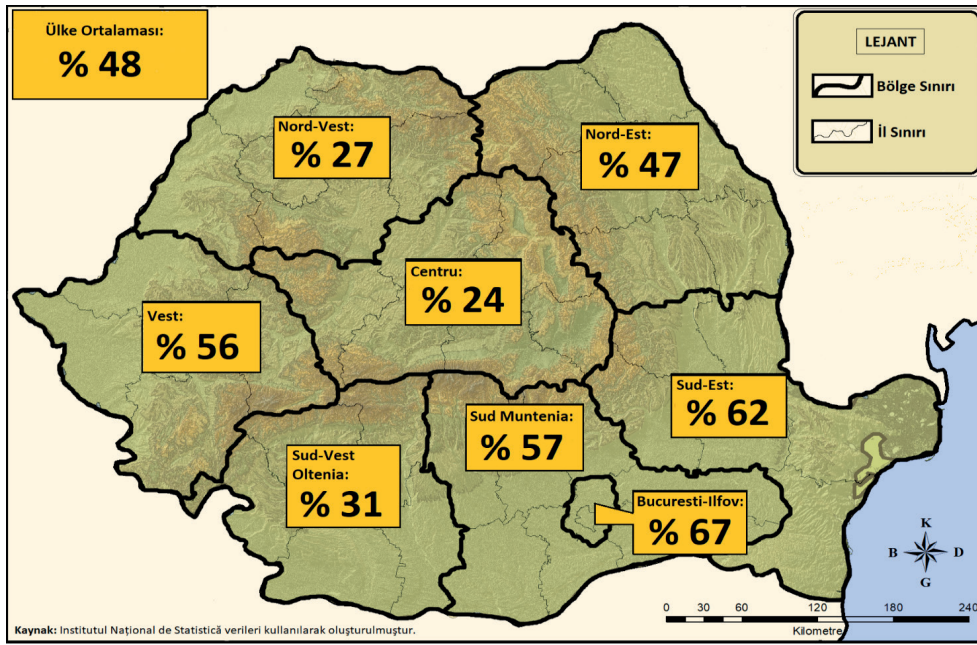 Ülke Ortalaması:
% 48
LEJANT
Bölge Sınırı
İl Sınırı
Nord-Vest:
% 27
Nord-Est:
% 47
Centru:
% 24
Vest:
% 56
Sud-Est:
% 62
Sud Muntenia:
% 57
Sud-Vest
Oltenia:
% 31
Bucuresti-Ilfov:
% 67
K
B D
G
0 30 60 120 180 240
Kilometre
Kaynak: Institutul Național de Statistică verileri kullanılarak oluşturulmuştur.